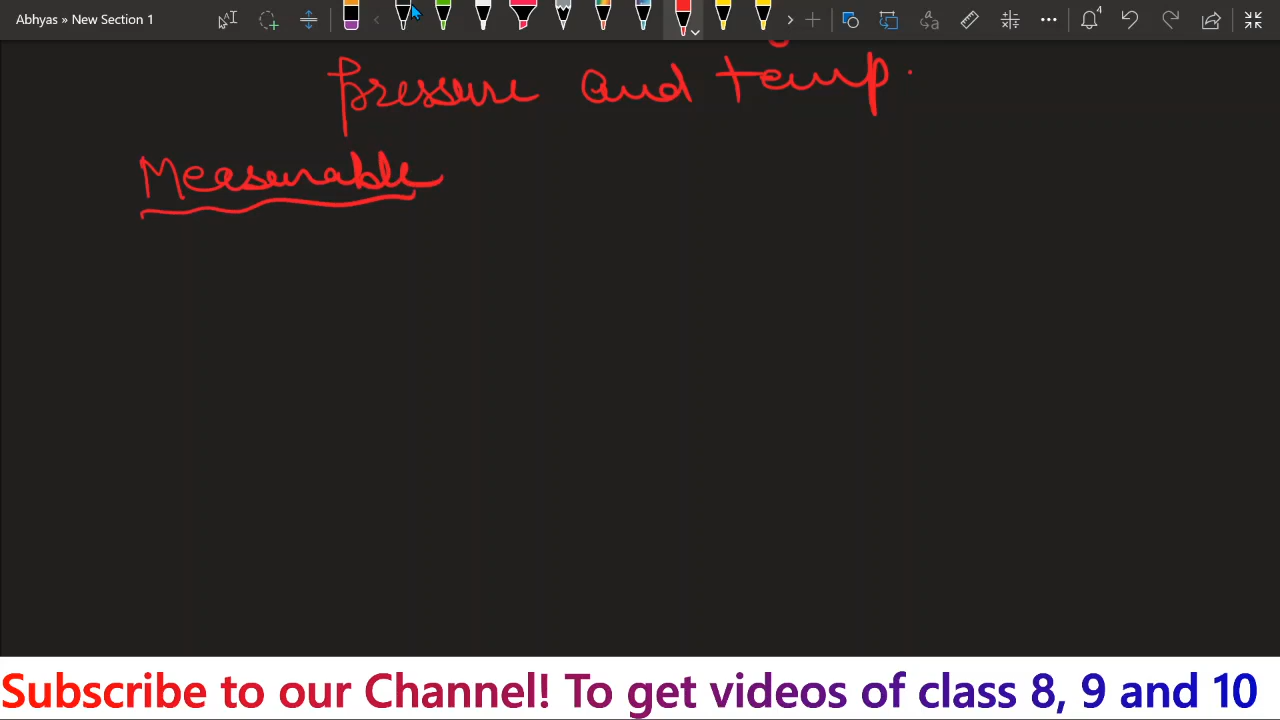 Abhyas » New Section 1
4
pressure and temp.
Measurable
Subscribe to our Channel! To get videos of class 8, 9 and 10